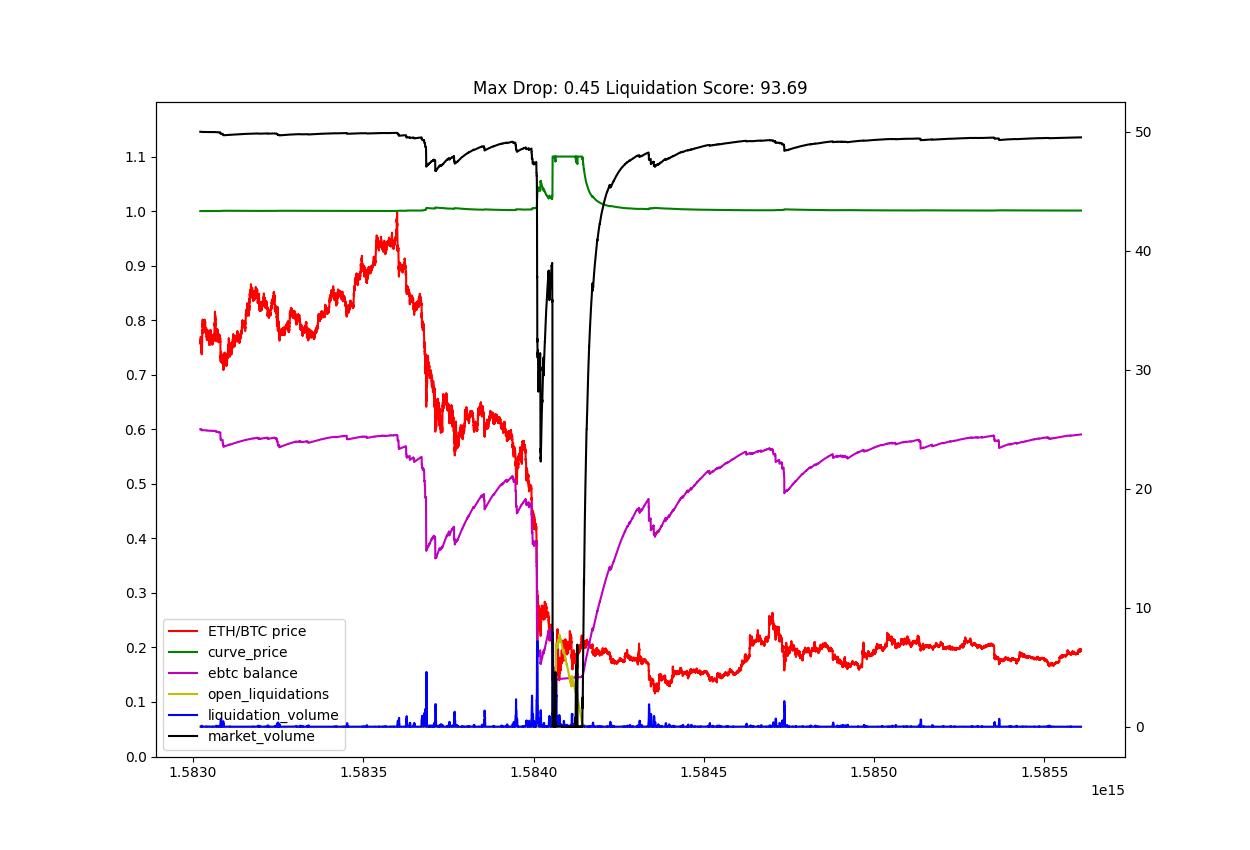 Max Drop: 0.45 Liquidation Score: 93.69
1.1
1.0
0.9
0.8
0.7
0.6
0.5
0.4
0.3
0.2
0.1
0.0
50
40
30
20
10
0
ETH/BTC price
curve_price
ebtc balance
open_liquidations
liquidation_volume
market_volume
1.5830 1.5835 1.5840 1.5845 1.5850 1.5855
1e15